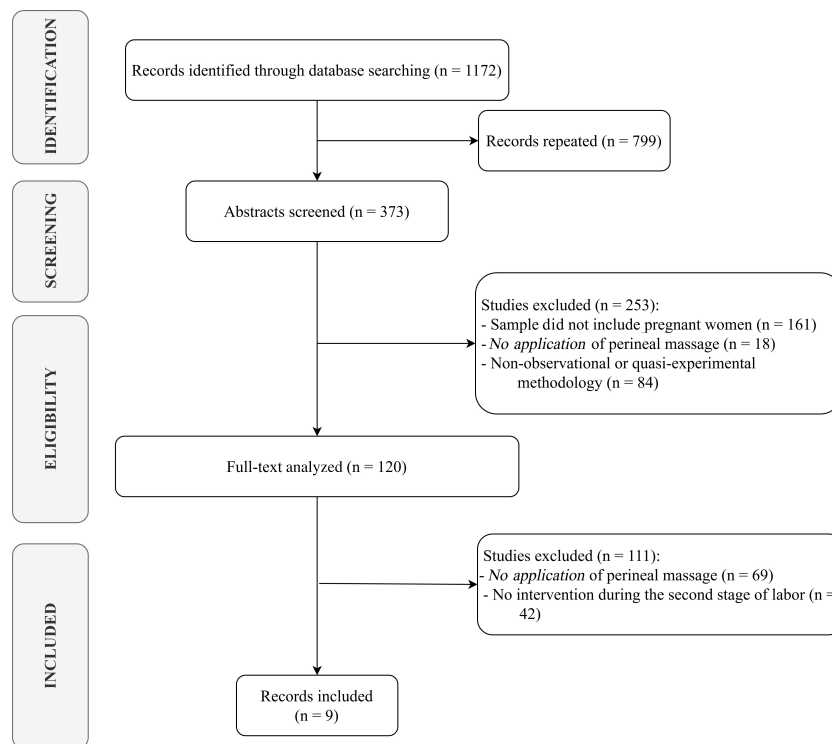 IDENTIFICATION
Records identified through database searching (n = 1172)
Records repeated (n = 799)
SCREENING
Abstracts screened (n = 373)
Studies excluded (n = 253):
- Sample did not include pregnant women (n = 161)
- No application of perineal massage (n = 18)
- Non-observational or quasi-experimental
methodology (n = 84)
ELIGIBILITY
Full-text analyzed (n = 120)
Studies excluded (n = 111):
- No application of perineal massage (n = 69)
- No intervention during the second stage of labor (n =
42)
INCLUDED
Records included
(n = 9)